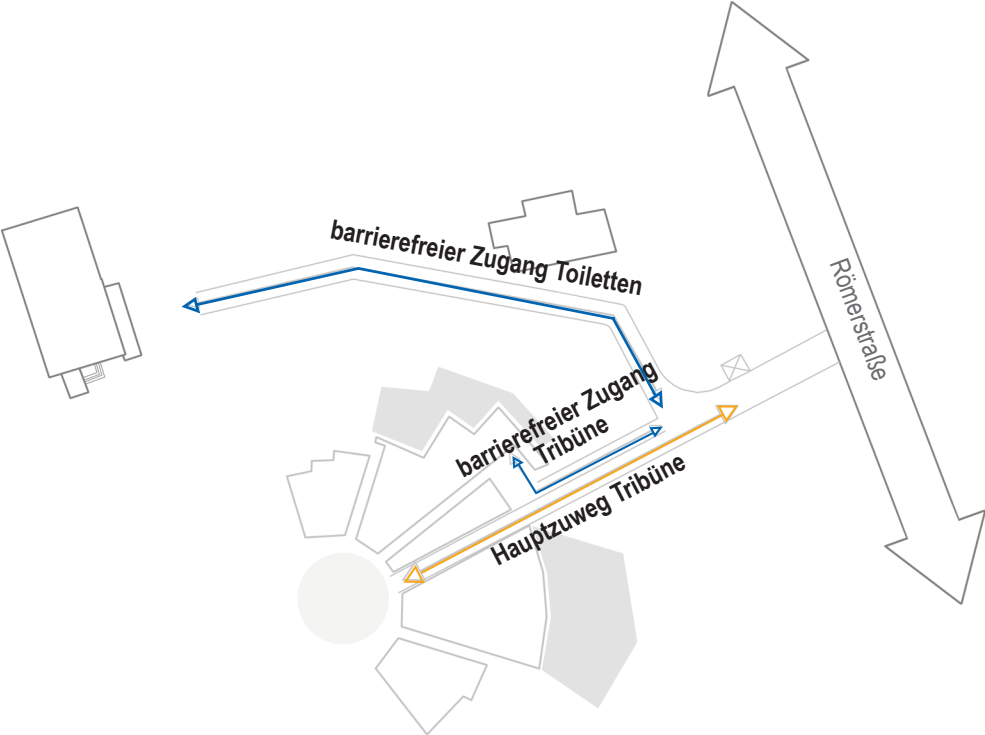 barrierefreier Zugang Toiletten
Römerstraße
barrierefreier Zugang
Tribüne
Hauptzuweg Tribüne